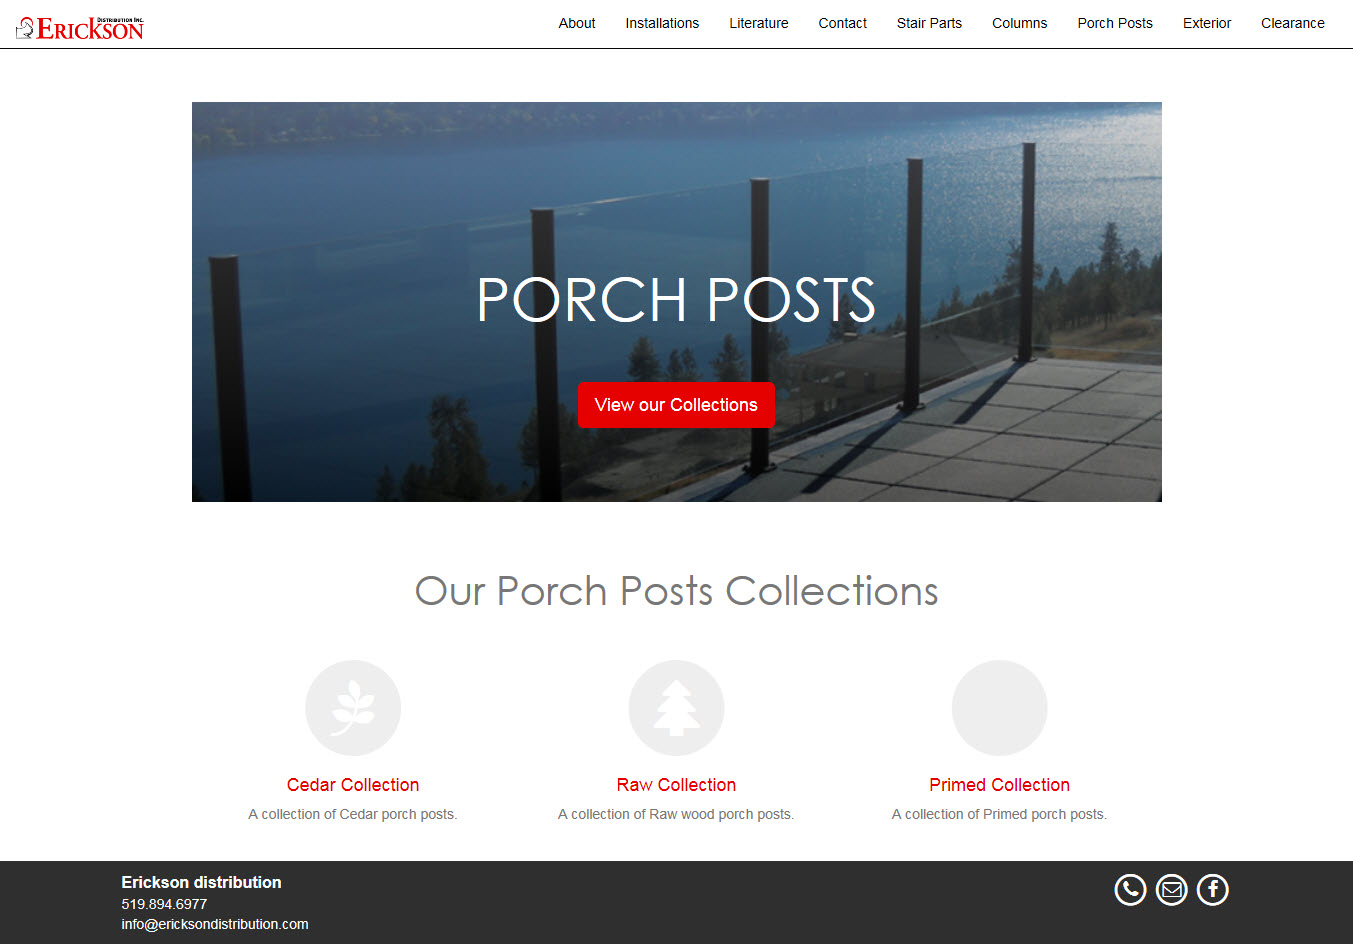 DISTRIBUTION INC.
ERICKSON
About
Installations
Literature
Contact
Stair Parts
Columns
Porch Posts
Exterior
Clearance
PORCH POSTS
View our Collections
Our Porch Posts Collections
Cedar Collection
A collection of Cedar porch posts.
Raw Collection
A collection of Raw wood porch posts.
Primed Collection
A collection of Primed porch posts.
Erickson distribution
519.894.6977
info@ericksondistribution.com